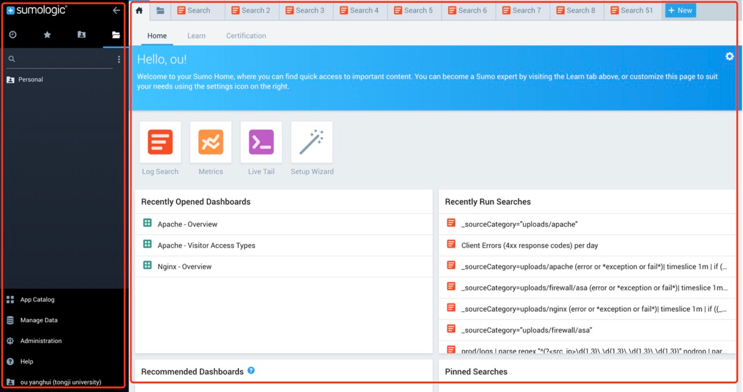 sumologic
Personal
App Catalog
Manage Data
Administration
Help
ou yanghui (tongji university)
Search
Search 2
Search 3
Search 4
Search 5
Search 6
Search 7
Search 8
Search 51
+ New
Home
Learn
Certification
Hello, ou!
Welcome to your Sumo Home, where you can find quick access to important content. You can become a Sumo expert by visiting the Learn tab above, or customize this page to suit
your needs using the settings icon on the right.
Log Search
Metrics
Live Tail
Setup Wizard
Recently Opened Dashboards
Apache - Overview
Apache - Visitor Access Types
Nginx - Overview
Recommended Dashboards ?
Recently Run Searches
_sourceCategory="uploads/apache"
Client Errors (4xx response codes) per day
_sourceCategory=uploads/apache (error or *exception or fail*)| timeslice 1m | if (...
_sourceCategory=uploads/firewall/asa (error or *exception or fail*)| timeslice 1m...
_sourceCategory=uploads/nginx (error or *exception or fail*)| timeslice 1m | if ((_...
_sourceCategory="uploads/firewall/asa"
prod/logs | parse regex "^(?<src_ip>\d{1,3}\.\d{1,3}\.\d{1,3}\.\d{1,3})" nodrop | par...
Pinned Searches